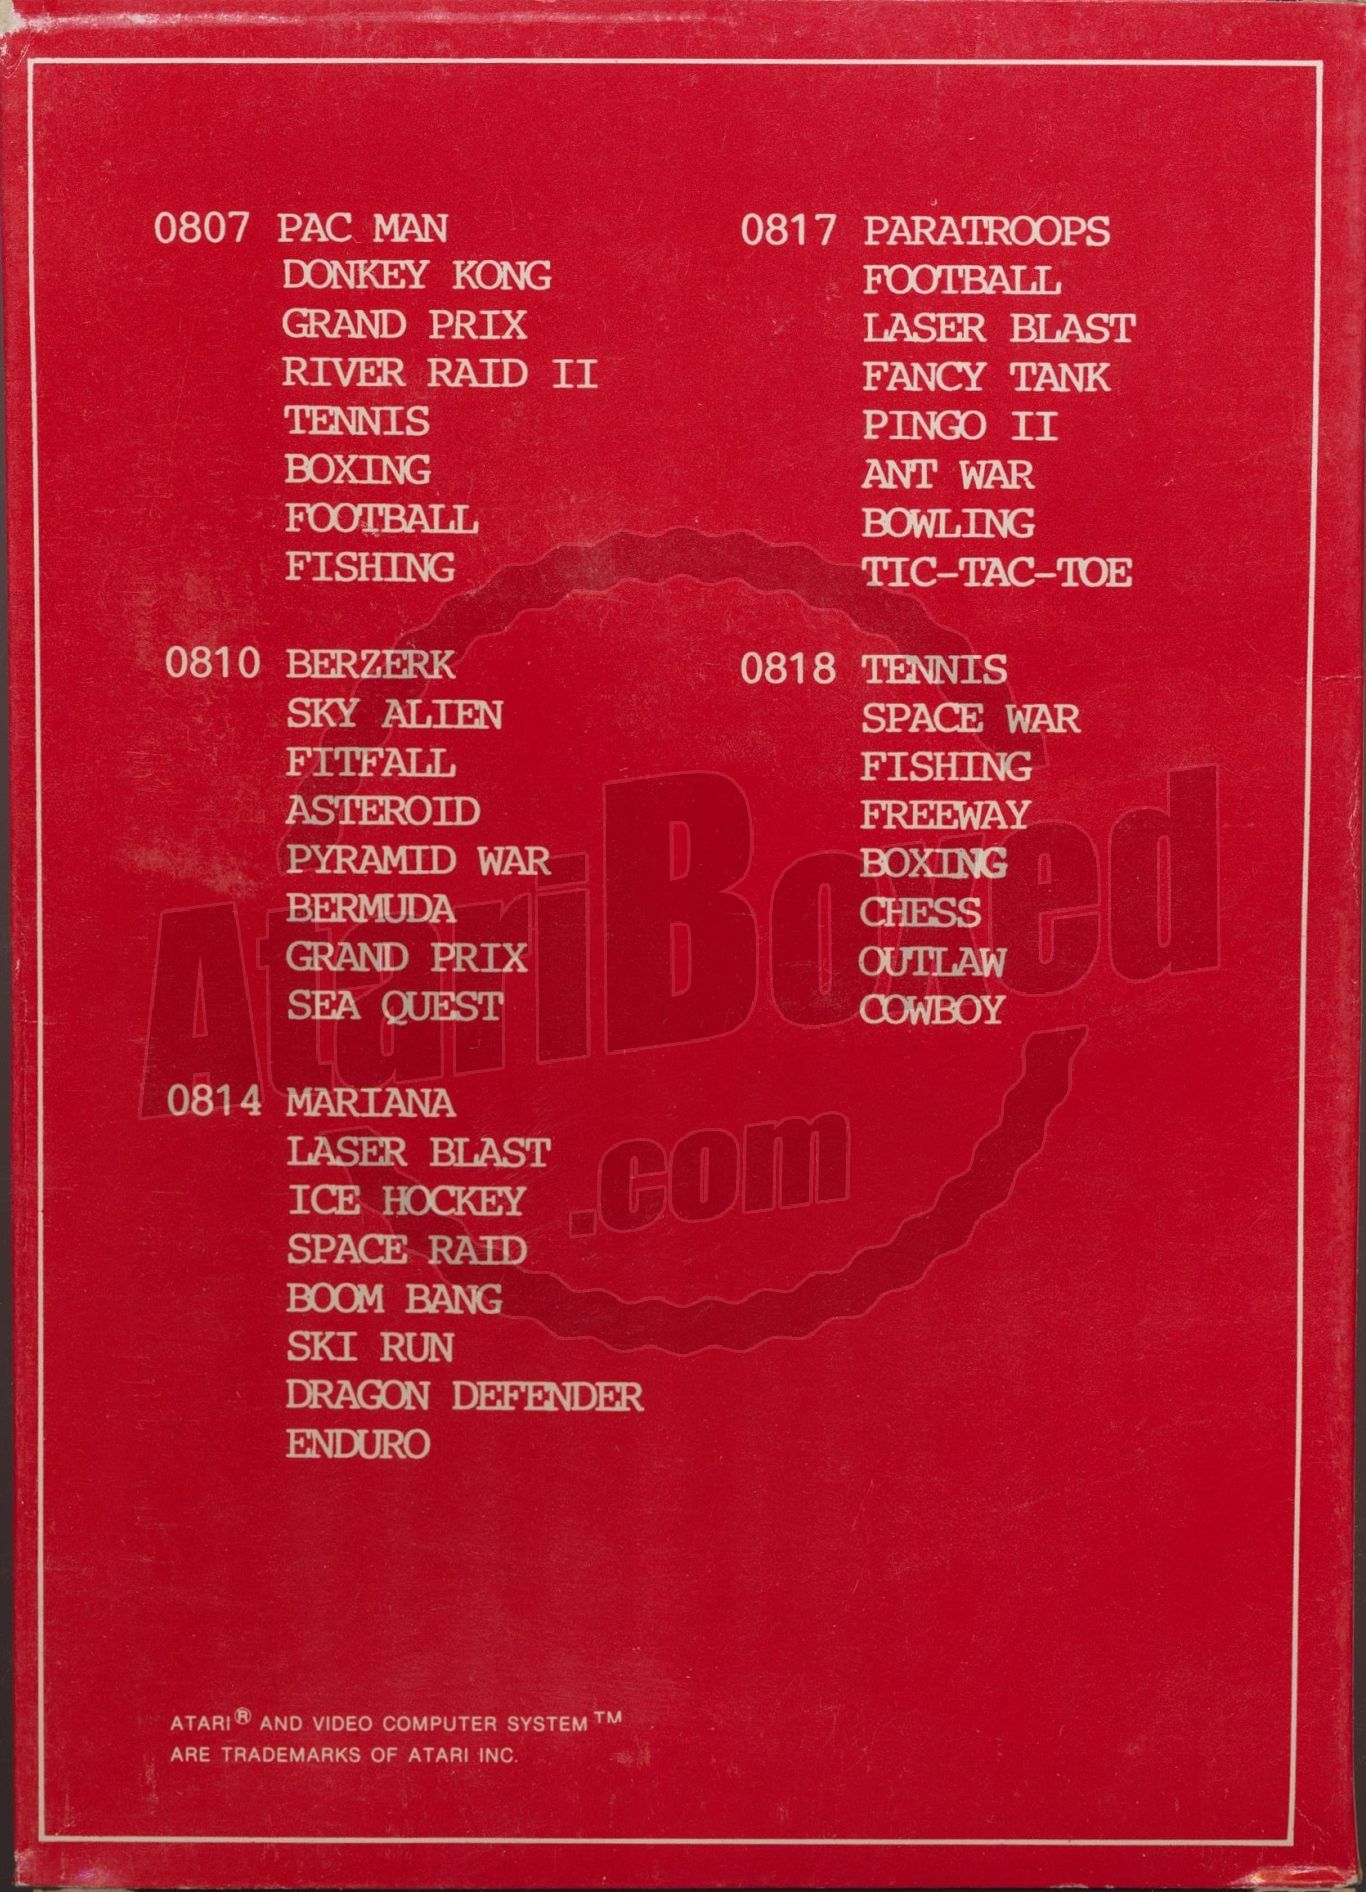 0807 PAC MAN
DONKEY KONG
GRAND PRIX
RIVER RAID II
TENNIS
BOXING
FOOTBALL
FISHING
0810 BERZERK
SKY ALIEN
FITFALL
ASTEROID
PYRAMID WAR
BERMUDA
GRAND PRIX
SEA QUEST
0814 MARIANA
LASER BLAST
ICE HOCKEY
SPACE RAID
BOOM BANG
SKI RUN
DRAGON DEFENDER
ENDURO
0817 PARATROOPS
FOOTBALL
LASER BLAST
FANCY TANK
PINGO II
ANT WAR
BOWLING
TIC-TAC-TOE
0818 TENNIS
SPACE WAR
FISHING
FREEWAY
BOXING
CHESS
OUTLAW
COWBOY
AtariBoxed
.com
ATARI® AND VIDEO COMPUTER SYSTEM™
ARE TRADEMARKS OF ATARI INC.